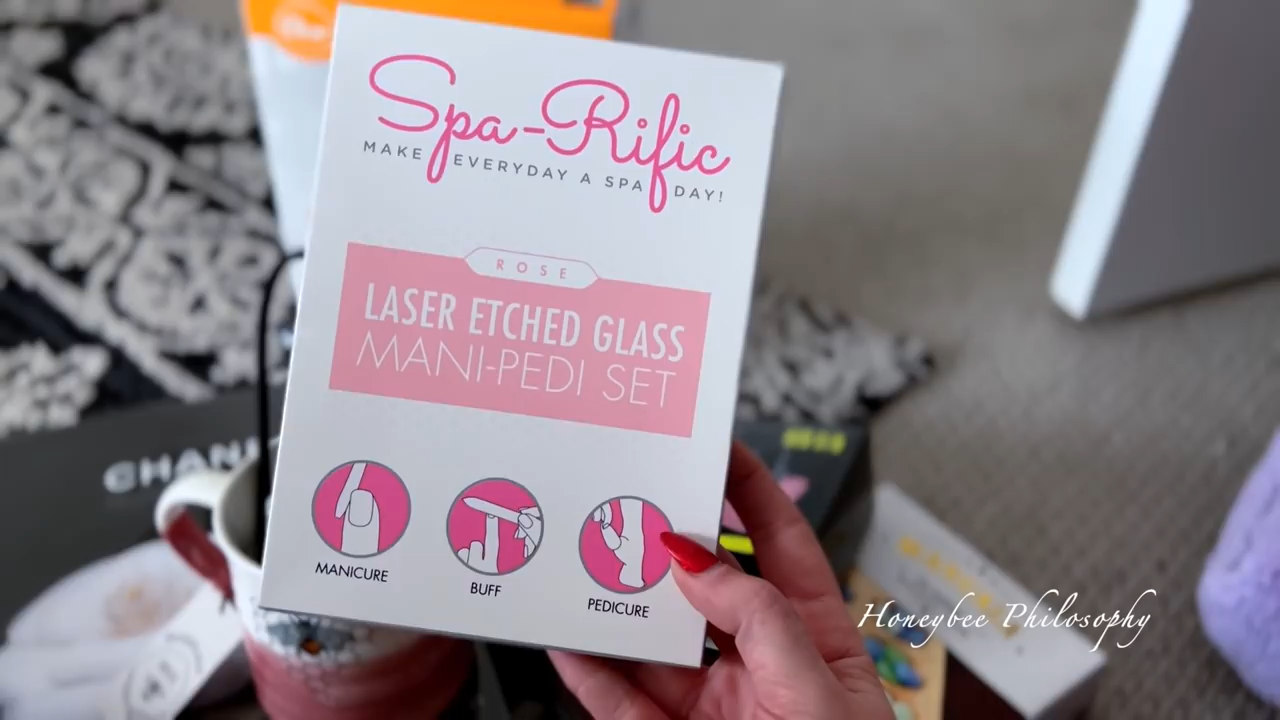 Spa-Rific
MAKE EVERYDAY A SPA DAY!
ROSE
LASER ETCHED GLASS
MANI-PEDI SET
MANICURE
BUFF
PEDICURE
Honeybee Philosophy